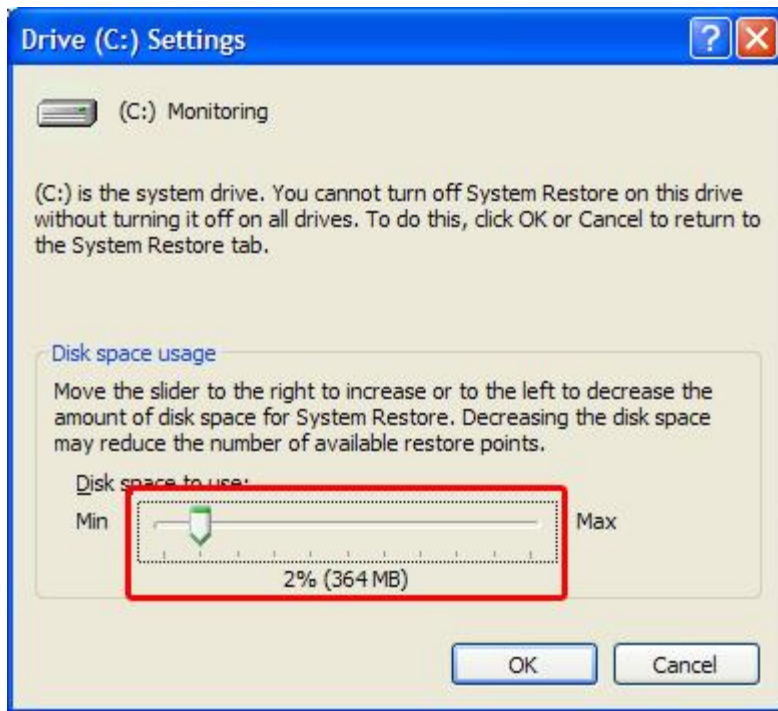 Drive (C:) Settings
(C:) Monitoring
(C:) is the system drive. You cannot turn off System Restore on this drive
without turning it off on all drives. To do this, click OK or Cancel to return to
the System Restore tab.
Disk space usage
Move the slider to the right to increase or to the left to decrease the
amount of disk space for System Restore. Decreasing the disk space
may reduce the number of available restore points.
Disk space to use:
Min
Max
2% (364 MB)
OK
Cancel